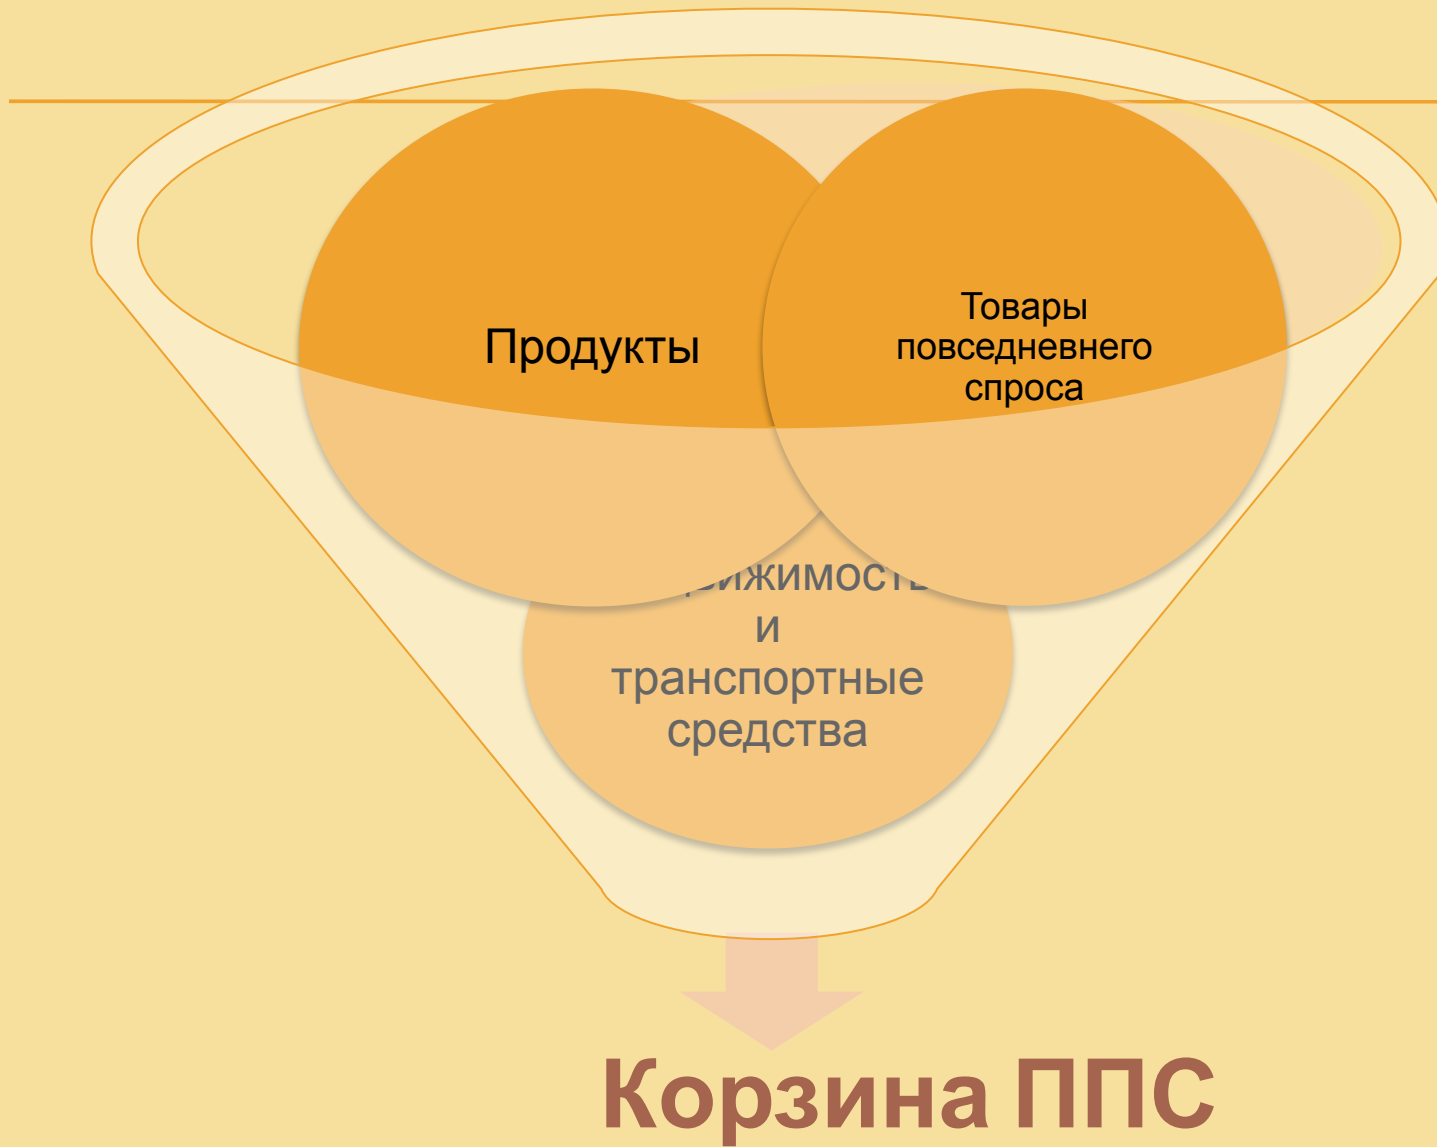 Продукты
Товары
повседневнего
спроса
и
транспортные
средства
Корзина ППС